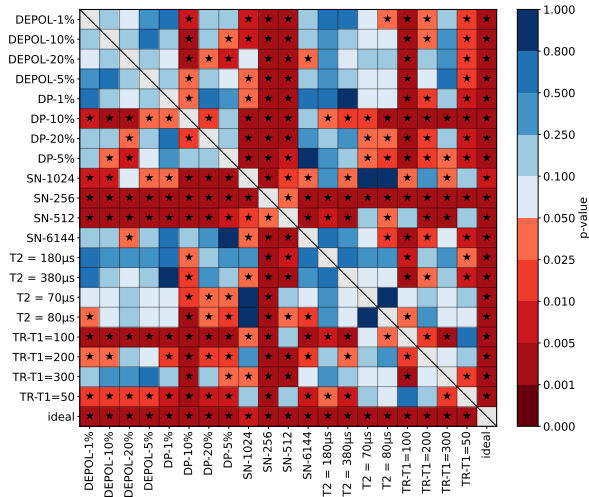 DEPOL-1%
DEPOL-10%
DEPOL-20%
DEPOL-5%
DP-1%
DP-10%
DP-20%
DP-5%
SN-1024
SN-256
SN-512
SN-6144
T2 = 180μs
T2 = 380μs
T2 = 70μs
T2 = 80μs
TR-T1=100
TR-T1=200
TR-T1=300
TR-T1=50
ideal
DEPOL-1%
DEPOL-10%
DEPOL-20%
DEPOL-5%
DP-1%
DP-10%
DP-20%
DP-5%
SN-1024
SN-256
SN-512
SN-6144
T2 = 180μs
T2 = 380μs
T2 = 70μs
T2 = 80μs
TR-T1=100
TR-T1=200
TR-T1=300
TR-T1=50
ideal
1.000
0.800
0.500
0.250
0.100
0.050
0.025
0.010
0.005
0.001
0.000
p-value